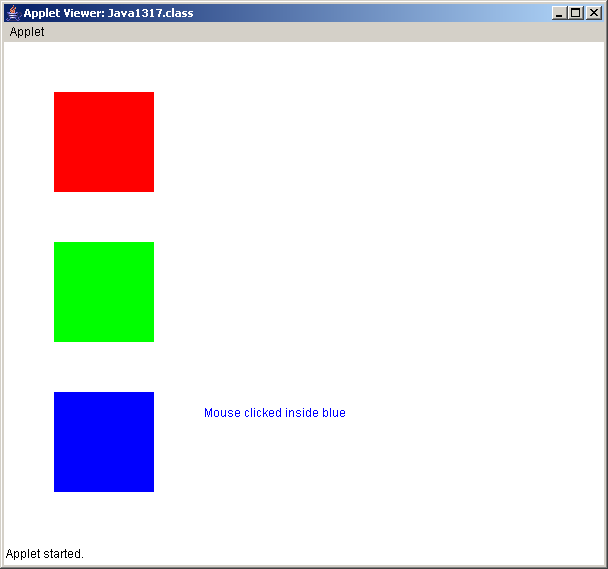 Applet Viewer: Java1317.class
Applet
Mouse clicked inside blue
Applet started.